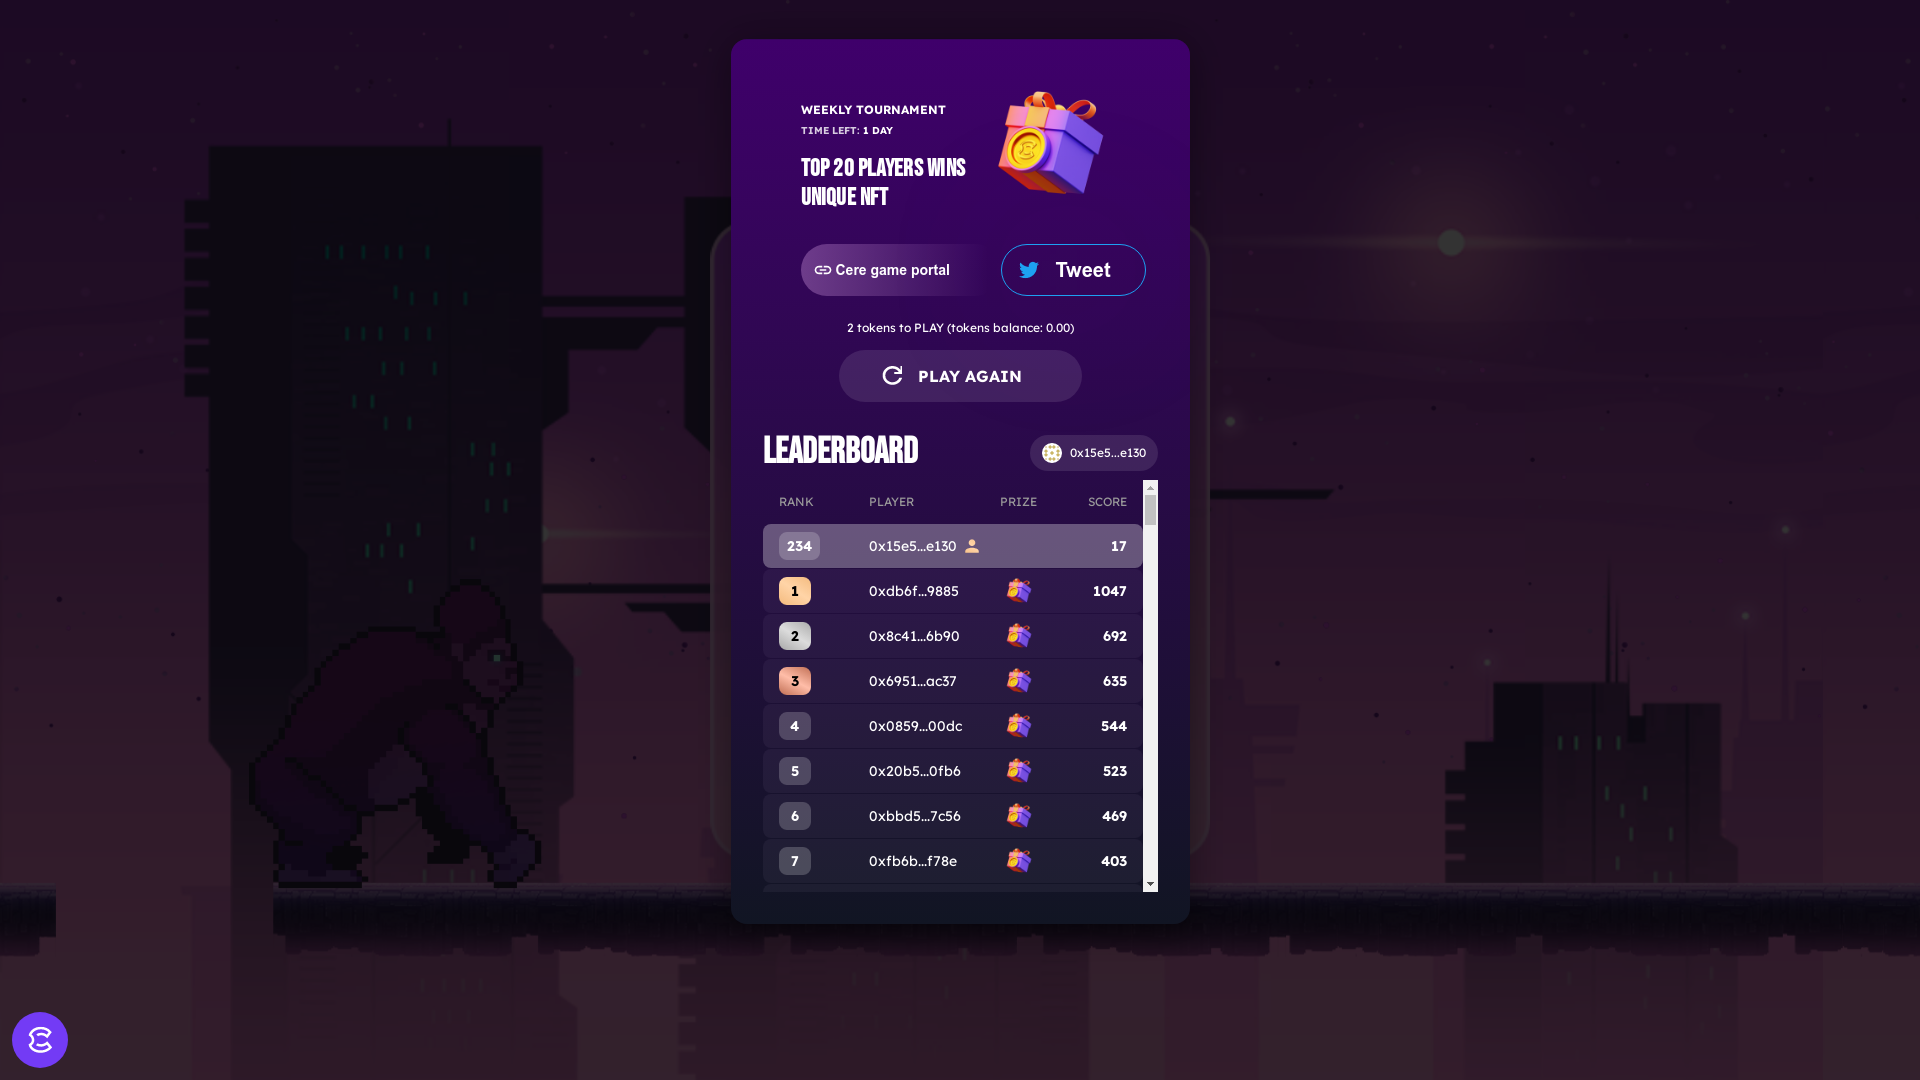 WEEKLY TOURNAMENT
TIME LEFT: 1 DAY
TOP 20 PLAYERS WINS
UNIQUE NFT
Cere game portal
Tweet
2 tokens to PLAY (tokens balance: 0.00)
PLAY AGAIN
LEADERBOARD
0x15e5...e130
RANK PLAYER PRIZE SCORE
234 0x15e5...e130 17
1 0xdb6f...9885 1047
2 0x8c41...6b90 692
3 0x6951...ac37 635
4 0x0859...00dc 544
5 0x20b5...0fb6 523
6 0xbbd5...7c56 469
7 0xfb6b...f78e 403